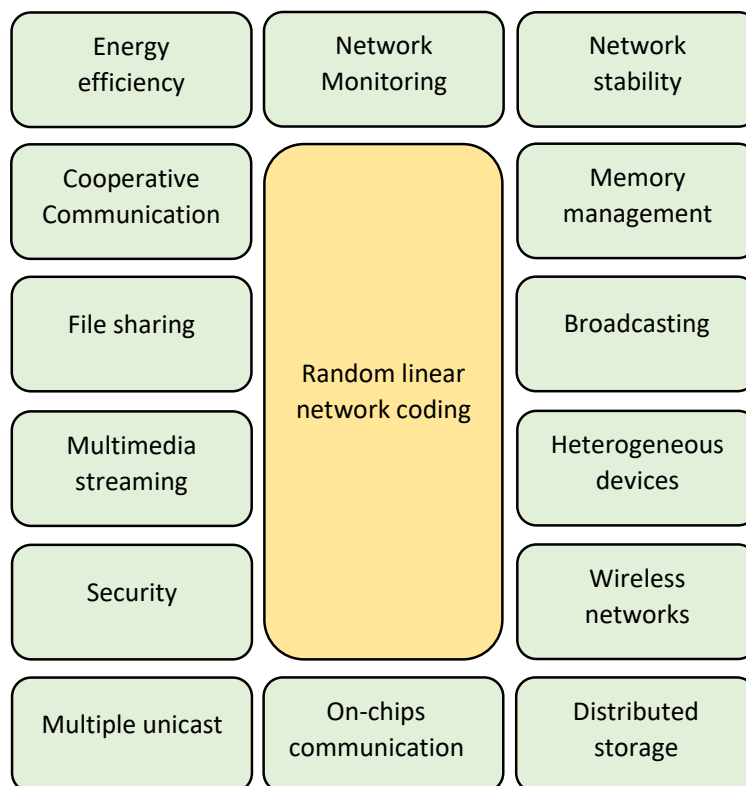 Energy
efficiency
Network
Monitoring
Network
stability
Cooperative
Communication
Memory
management
File sharing
Broadcasting
Random linear
network coding
Multimedia
streaming
Heterogeneous
devices
Security
Wireless
networks
Multiple unicast
On-chips
communication
Distributed
storage